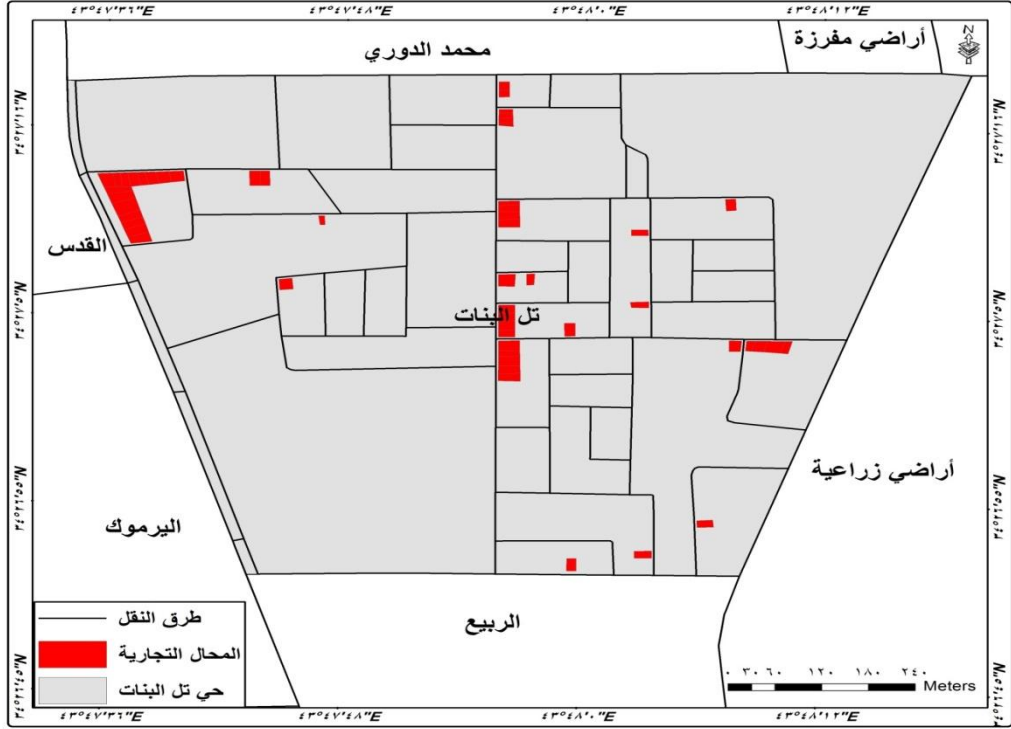 ٤٣°٤٧'٣٦"E ٤٣°٤٧'٤٨"E ٤٣°٤٨'٠"E ٤٣°٤٨'١٢"E
أراضي مفرزة
N
محمد الدوري
القدس
تل البنات
أراضي زراعية
اليرموك
الربيع
طرق النقل
المحال التجارية
حي تل البنات
٠ ٣٠ ٦٠ ١٢٠ ١٨٠ ٢٤٠
Meters
٤٣°٤٧'٣٦"E ٤٣°٤٧'٤٨"E ٤٣°٤٨'٠"E ٤٣°٤٨'١٢"E